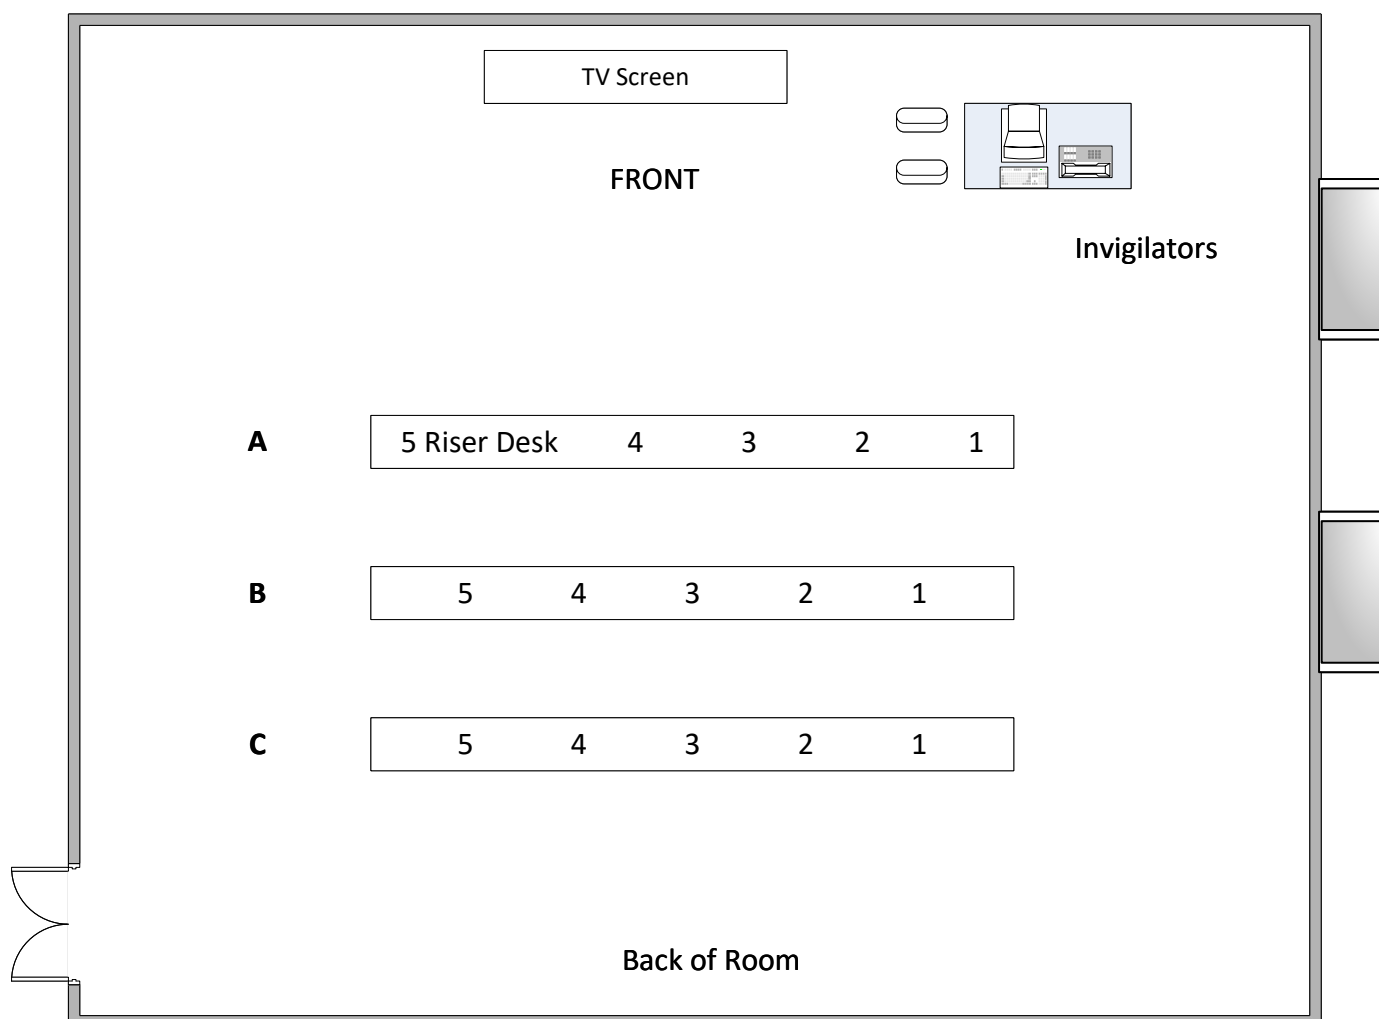 TV Screen
FRONT
Invigilators
A 5 Riser Desk 4 3 2 1
B 5 4 3 2 1
C 5 4 3 2 1
Back of Room